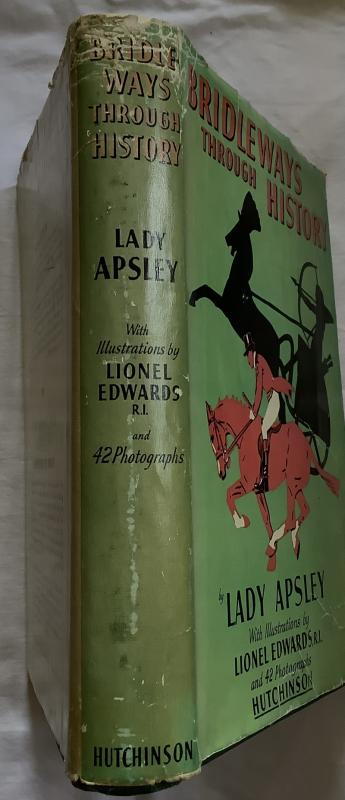 BRIDLE-
WAYS
THROUGH
HISTORY
LADY
APSLEY
With
Illustrations by
LIONEL
EDWARDS
R.I.
and
42 Photographs
HUTCHINSON
BRIDLEWAYS
THROUGH HISTORY
by LADY APSLEY
With Illustrations by
LIONEL EDWARDS, R.I.
and 42 Photographs
HUTCHINSON